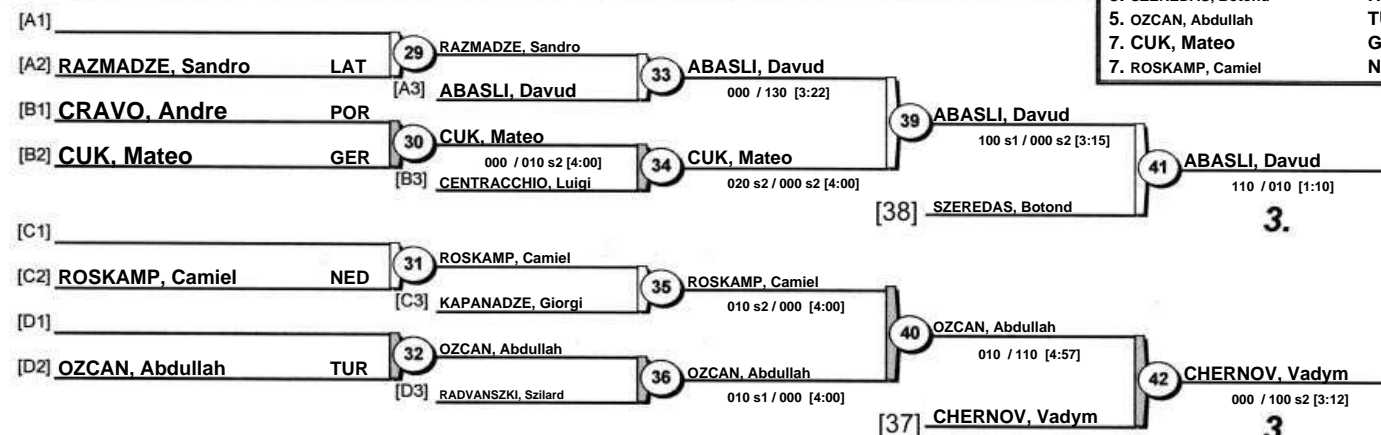 5. OZCAN, Abdullah
7. CUK, Mateo G
7. ROSKAMP, Camiel N
[A1]
[A2] RAZMADZE, Sandro LAT
29
RAZMADZE, Sandro
[A3] ABASLI, Davud
33
ABASLI, Davud
000 / 130 [3:22]
[B1] CRAVO, Andre POR
[B2] CUK, Mateo GER
30
CUK, Mateo
000 / 010 s2 [4:00]
[B3] CENTRACCHIO, Luigi
34
CUK, Mateo
020 s2 / 000 s2 [4:00]
39
ABASLI, Davud
100 s1 / 000 s2 [3:15]
[38] SZEREDAS, Botond
41
ABASLI, Davud
110 / 010 [1:10]
3.
[C1]
[C2] ROSKAMP, Camiel NED
31
ROSKAMP, Camiel
[C3] KAPANADZE, Giorgi
35
ROSKAMP, Camiel
010 s2 / 000 [4:00]
[D1]
[D2] OZCAN, Abdullah TUR
32
OZCAN, Abdullah
[D3] RADVANSZKI, Szilard
36
OZCAN, Abdullah
010 s1 / 000 [4:00]
40
OZCAN, Abdullah
010 / 110 [4:57]
[37] CHERNOV, Vadym
42
CHERNOV, Vadym
000 / 100 s2 [3:12]
3